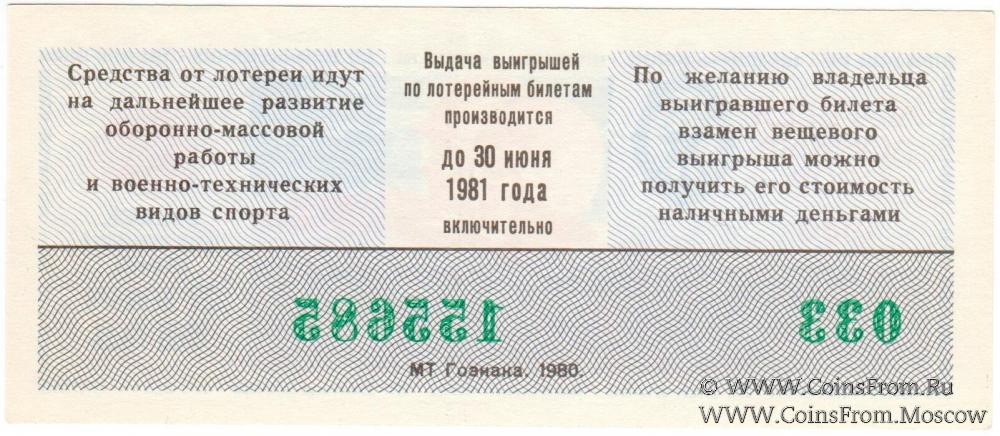 Средства от лотереи идут
на дальнейшее развитие
оборонно-массовой
работы
и военно-технических
видов спорта
Выдача выигрышей
по лотерейным билетам
производится
до 30 июня
1981 года
включительно
По желанию владельца
выигравшего билета
взамен вещевого
выигрыша можно
получить его стоимость
наличными деньгами
155685
033
МТ Гознака. 1980.
© WWW.CoinsFrom.Ru
WWW.CoinsFrom.Moscow